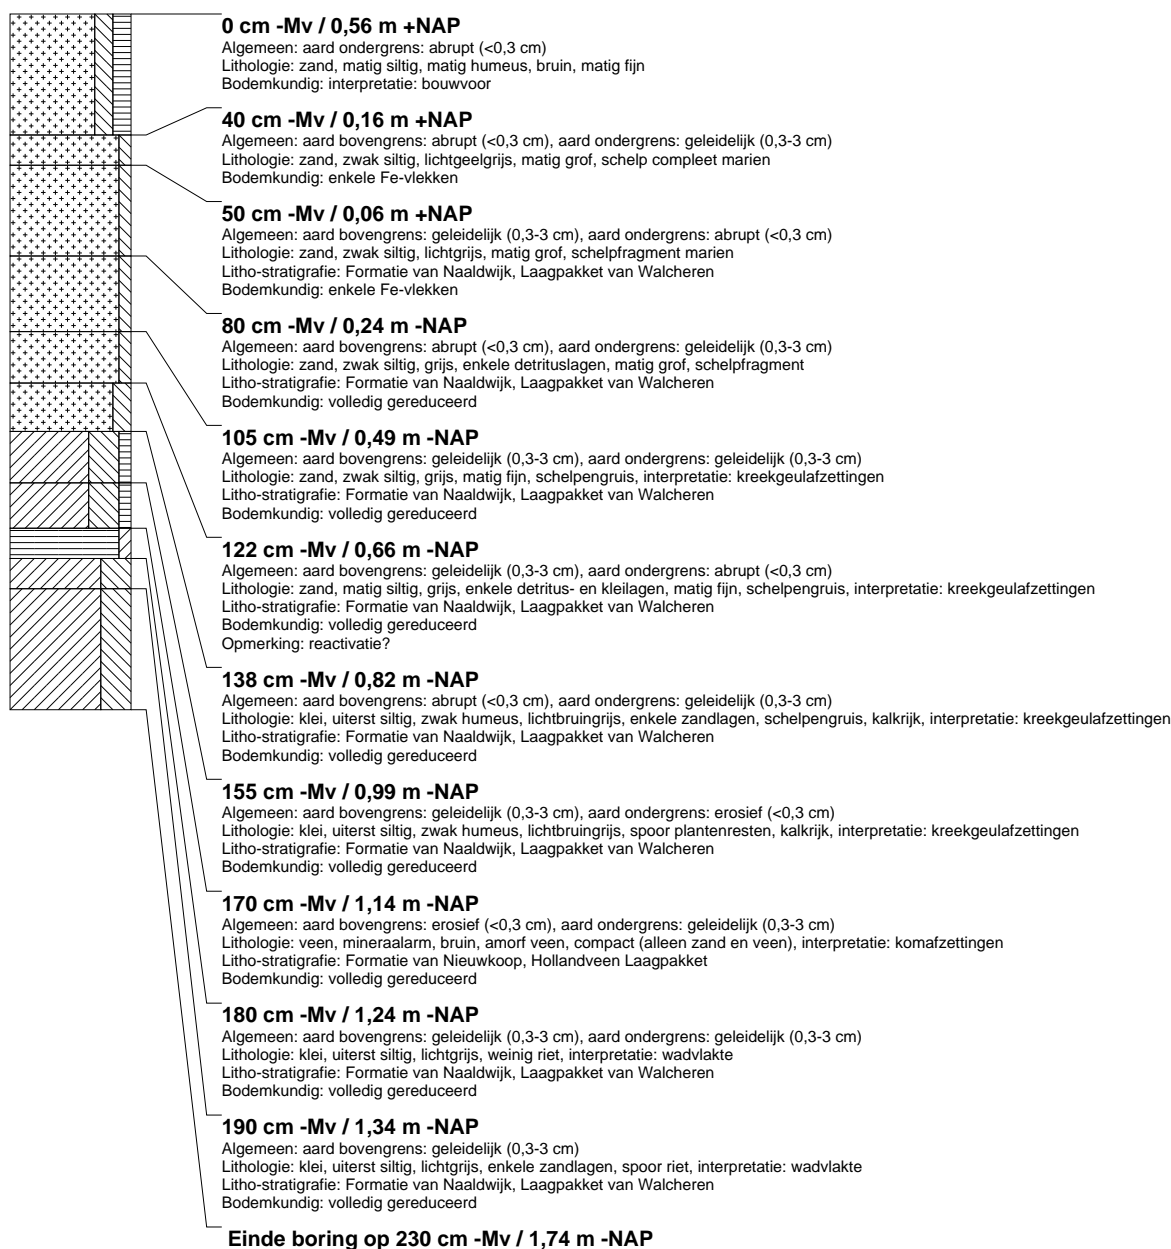 0 cm -Mv / 0,56 m +NAP
Algemeen: aard ondergrens: abrupt (<0,3 cm)
Lithologie: zand, matig siltig, matig humeus, bruin, matig fijn
Bodemkundig: interpretatie: bouwvoor
40 cm -Mv / 0,16 m +NAP
Algemeen: aard bovengrens: abrupt (<0,3 cm), aard ondergrens: geleidelijk (0,3-3 cm)
Lithologie: zand, zwak siltig, lichtgeelgrijs, matig grof, schelp compleet marien
Bodemkundig: enkele Fe-vlekken
50 cm -Mv / 0,06 m +NAP
Algemeen: aard bovengrens: geleidelijk (0,3-3 cm), aard ondergrens: abrupt (<0,3 cm)
Lithologie: zand, zwak siltig, lichtgrijs, matig grof, schelpfragment marien
Litho-stratigrafie: Formatie van Naaldwijk, Laagpakket van Walcheren
Bodemkundig: enkele Fe-vlekken
80 cm -Mv / 0,24 m -NAP
Algemeen: aard bovengrens: abrupt (<0,3 cm), aard ondergrens: geleidelijk (0,3-3 cm)
Lithologie: zand, zwak siltig, grijs, enkele detrituslagen, matig grof, schelpfragment
Litho-stratigrafie: Formatie van Naaldwijk, Laagpakket van Walcheren
Bodemkundig: volledig gereduceerd
105 cm -Mv / 0,49 m -NAP
Algemeen: aard bovengrens: geleidelijk (0,3-3 cm), aard ondergrens: geleidelijk (0,3-3 cm)
Lithologie: zand, zwak siltig, grijs, matig fijn, schelpengruis, interpretatie: kreekgeulafzettingen
Litho-stratigrafie: Formatie van Naaldwijk, Laagpakket van Walcheren
Bodemkundig: volledig gereduceerd
122 cm -Mv / 0,66 m -NAP
Algemeen: aard bovengrens: geleidelijk (0,3-3 cm), aard ondergrens: abrupt (<0,3 cm)
Lithologie: zand, matig siltig, grijs, enkele detritus- en kleilagen, matig fijn, schelpengruis, interpretatie: kreekgeulafzettingen
Litho-stratigrafie: Formatie van Naaldwijk, Laagpakket van Walcheren
Bodemkundig: volledig gereduceerd
Opmerking: reactivatie?
138 cm -Mv / 0,82 m -NAP
Algemeen: aard bovengrens: abrupt (<0,3 cm), aard ondergrens: geleidelijk (0,3-3 cm)
Lithologie: klei, uiterst siltig, zwak humeus, lichtbruingrijs, enkele zandlagen, schelpengruis, kalkrijk, interpretatie: kreekgeulafzettingen
Litho-stratigrafie: Formatie van Naaldwijk, Laagpakket van Walcheren
Bodemkundig: volledig gereduceerd
155 cm -Mv / 0,99 m -NAP
Algemeen: aard bovengrens: geleidelijk (0,3-3 cm), aard ondergrens: erosief (<0,3 cm)
Lithologie: klei, uiterst siltig, zwak humeus, lichtbruingrijs, spoor plantenresten, kalkrijk, interpretatie: kreekgeulafzettingen
Litho-stratigrafie: Formatie van Naaldwijk, Laagpakket van Walcheren
Bodemkundig: volledig gereduceerd
170 cm -Mv / 1,14 m -NAP
Algemeen: aard bovengrens: erosief (<0,3 cm), aard ondergrens: geleidelijk (0,3-3 cm)
Lithologie: veen, mineraalarm, bruin, amorf veen, compact (alleen zand en veen), interpretatie: komafzettingen
Litho-stratigrafie: Formatie van Nieuwkoop, Hollandveen Laagpakket
Bodemkundig: volledig gereduceerd
180 cm -Mv / 1,24 m -NAP
Algemeen: aard bovengrens: geleidelijk (0,3-3 cm), aard ondergrens: geleidelijk (0,3-3 cm)
Lithologie: klei, uiterst siltig, lichtgrijs, weinig riet, interpretatie: wadvlakte
Litho-stratigrafie: Formatie van Naaldwijk, Laagpakket van Walcheren
Bodemkundig: volledig gereduceerd
190 cm -Mv / 1,34 m -NAP
Algemeen: aard bovengrens: geleidelijk (0,3-3 cm)
Lithologie: klei, uiterst siltig, lichtgrijs, enkele zandlagen, spoor riet, interpretatie: wadvlakte
Litho-stratigrafie: Formatie van Naaldwijk, Laagpakket van Walcheren
Bodemkundig: volledig gereduceerd
Einde boring op 230 cm -Mv / 1,74 m -NAP